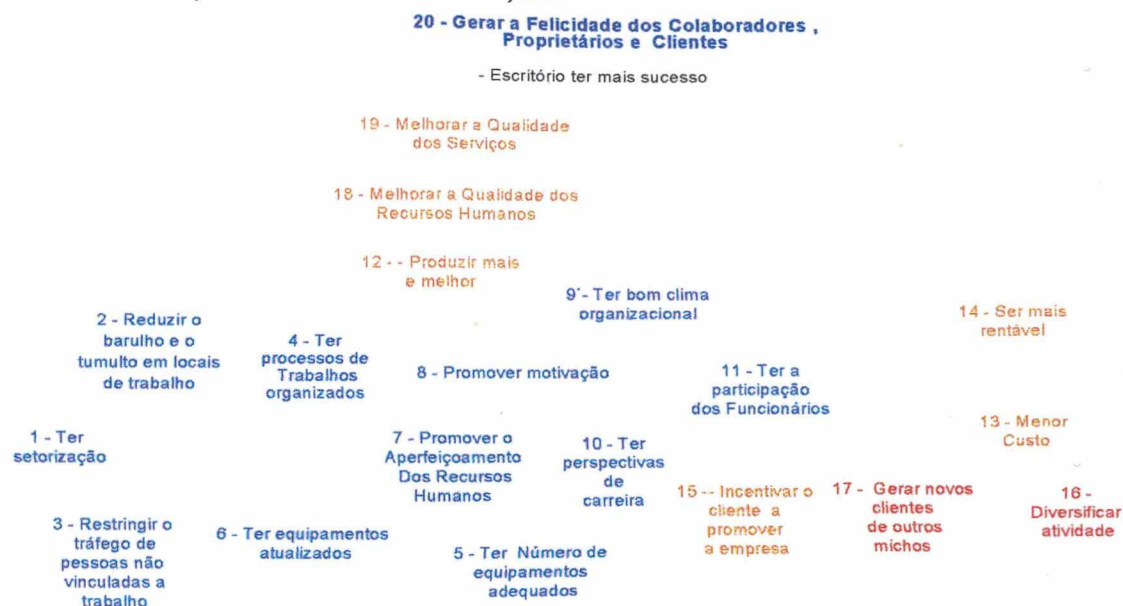 20 - Gerar a Felicidade dos Colaboradores ,
Proprietários e Clientes
- Escritório ter mais sucesso
19 - Melhorar a Qualidade
dos Serviços
18 - Melhorar a Qualidade dos
Recursos Humanos
12 - - Produzir mais
e melhor
9 - Ter bom clima
organizacional
2 - Reduzir o
barulho e o
tumulto em locais
de trabalho
4 - Ter
processos de
Trabalhos
organizados
8 - Promover motivação
11 - Ter a
participação
dos Funcionários
14 - Ser mais
rentável
13 - Menor
Custo
1 - Ter
setorização
7 - Promover o
Aperfeiçoamento
Dos Recursos
Humanos
10 - Ter
perspectivas
de
carreira
15 -- Incentivar o
cliente a
promover
a empresa
17 - Gerar novos
clientes
de outros
michos
16 -
Diversificar
atividade
3 - Restringir o
tráfego de
pessoas não
vinculadas a
trabalho
6 - Ter equipamentos
atualizados
5 - Ter Número de
equipamentos
adequados